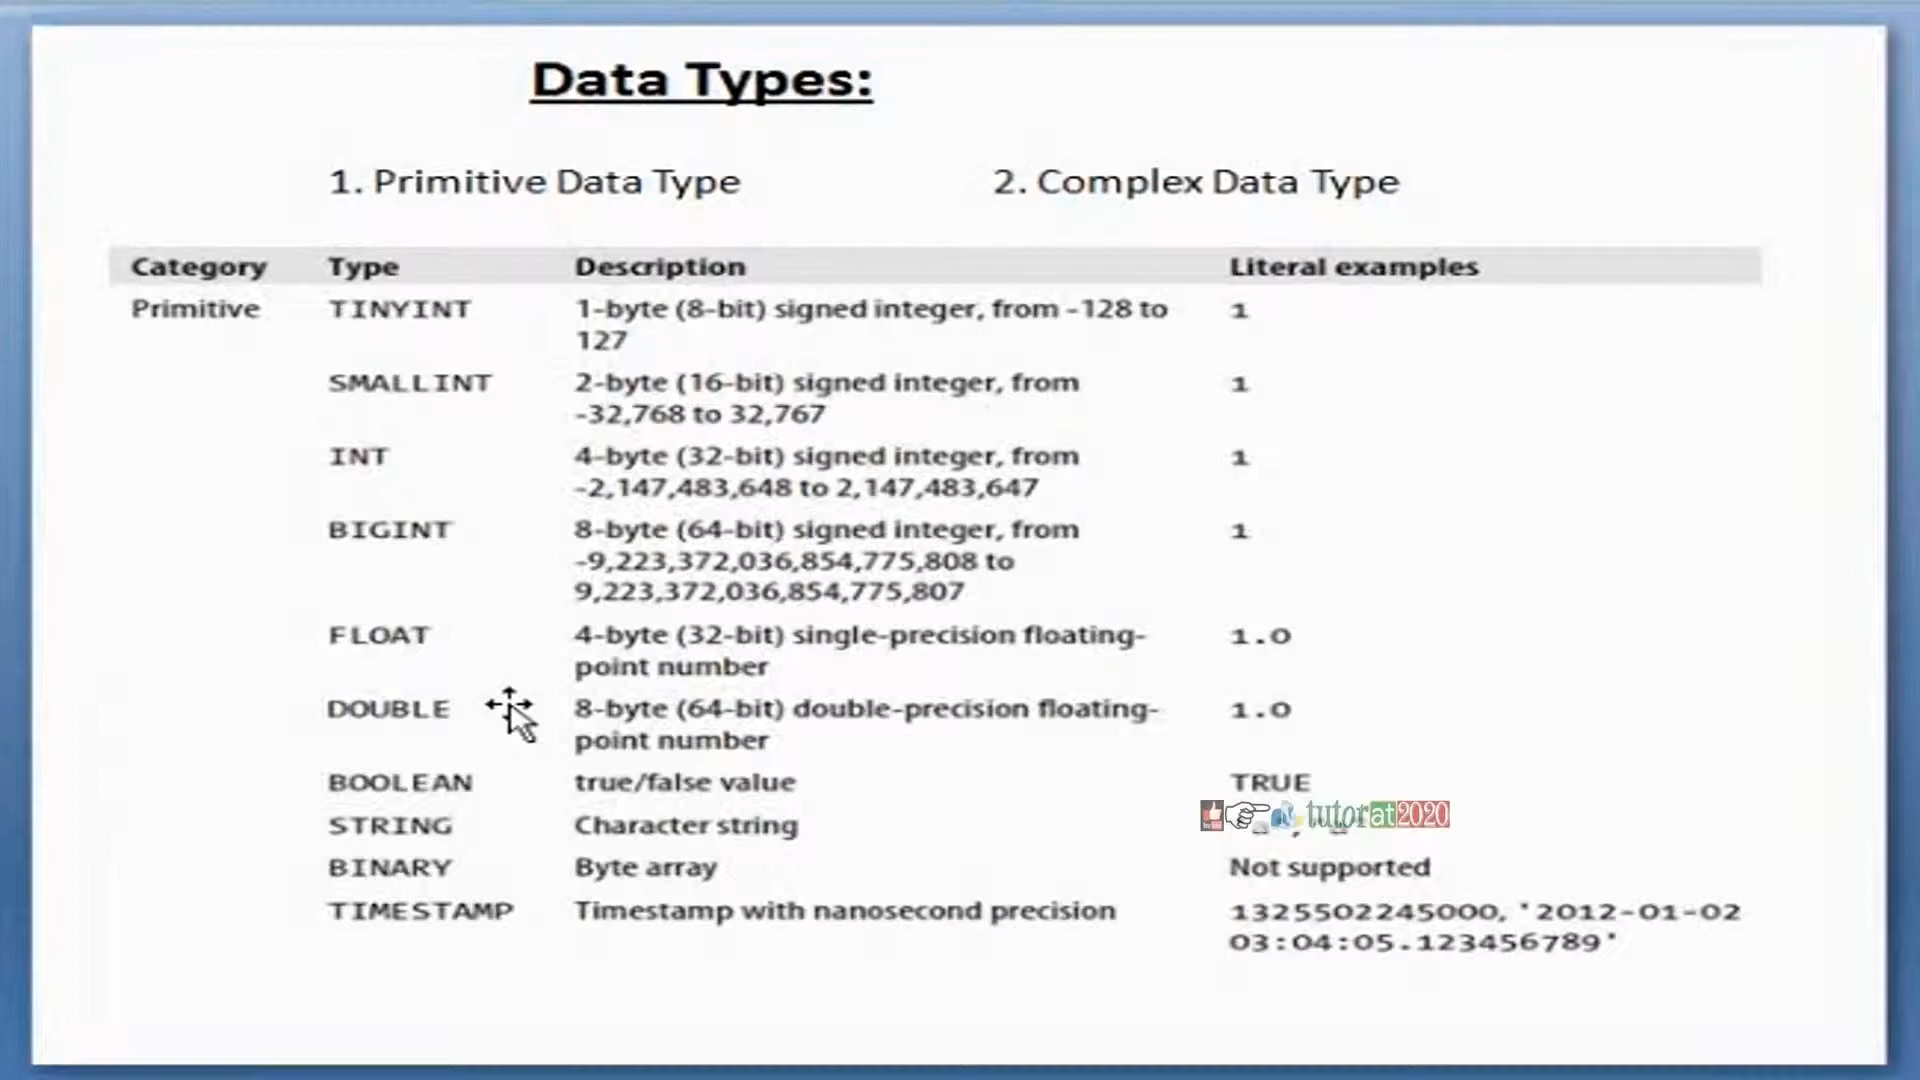 Data Types:
1. Primitive Data Type
2. Complex Data Type
Category Type Description Literal examples
Primitive TINYINT 1-byte (8-bit) signed integer, from -128 to 1
127
SMALLINT 2-byte (16-bit) signed integer, from 1
-32,768 to 32,767
INT 4-byte (32-bit) signed integer, from 1
-2,147,483,648 to 2,147,483,647
BIGINT 8-byte (64-bit) signed integer, from 1
-9,223,372,036,854,775,808 to
9,223,372,036,854,775,807
FLOAT 4-byte (32-bit) single-precision floating- 1.0
point number
DOUBLE 8-byte (64-bit) double-precision floating- 1.0
point number
BOOLEAN true/false value TRUE
tutorat2020
STRING Character string
BINARY Byte array Not supported
TIMESTAMP Timestamp with nanosecond precision 1325502245000, '2012-01-02
03:04:05.123456789'